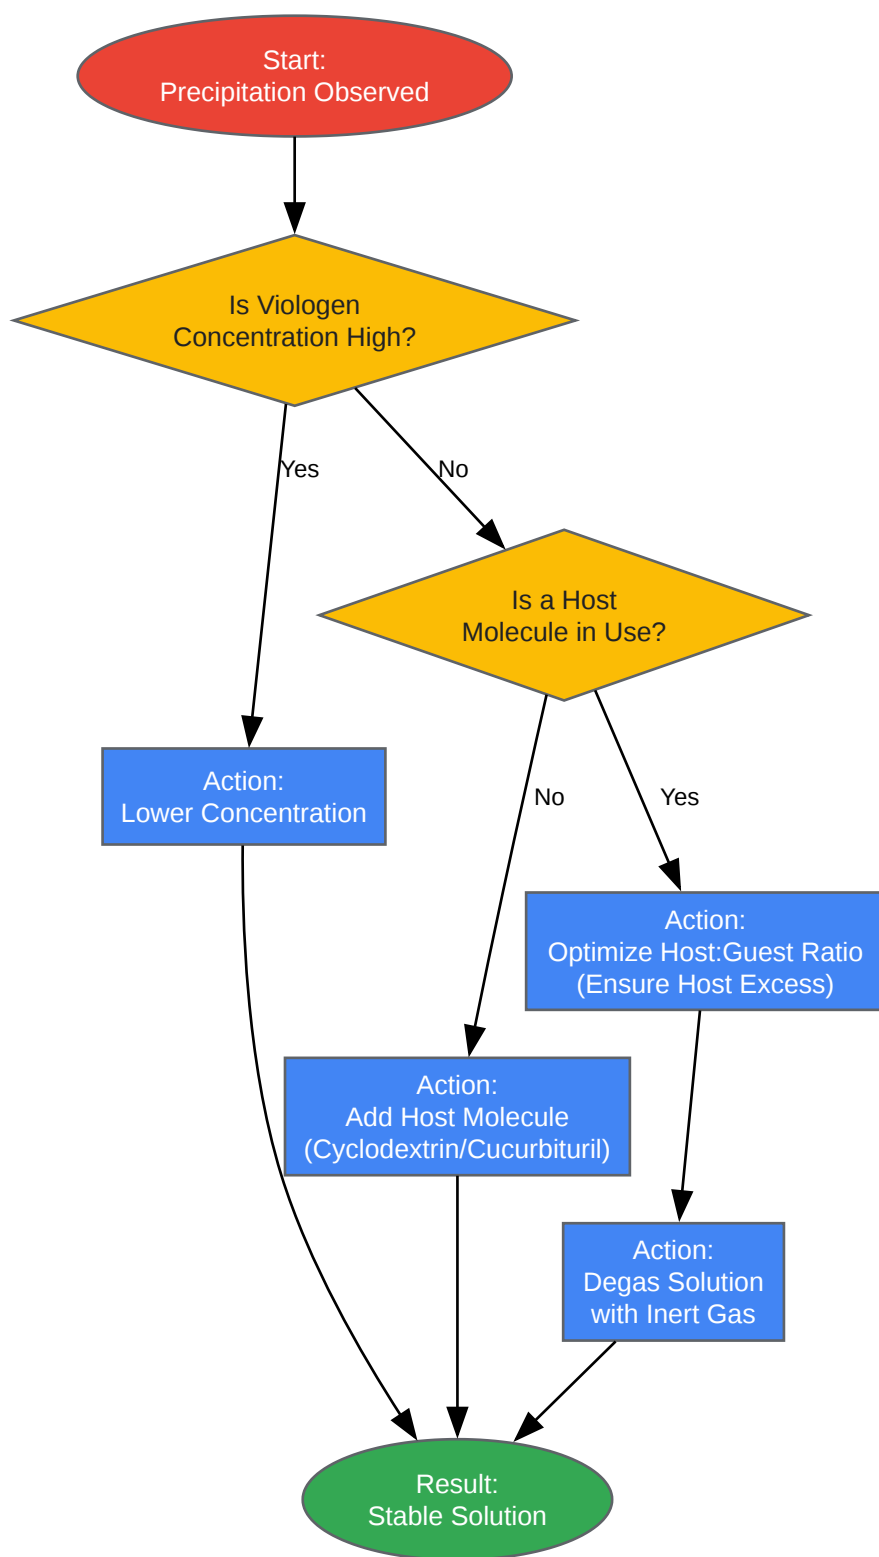 Start:
Precipitation Observed
Is Viologen
Concentration High?
Yes
No
Is a Host
Molecule in Use?
Action:
Lower Concentration
No
Yes
Action:
Optimize Host:Guest Ratio
(Ensure Host Excess)
Action:
Add Host Molecule
(Cyclodextrin/Cucurbituril)
Action:
Degas Solution
with Inert Gas
Result:
Stable Solution